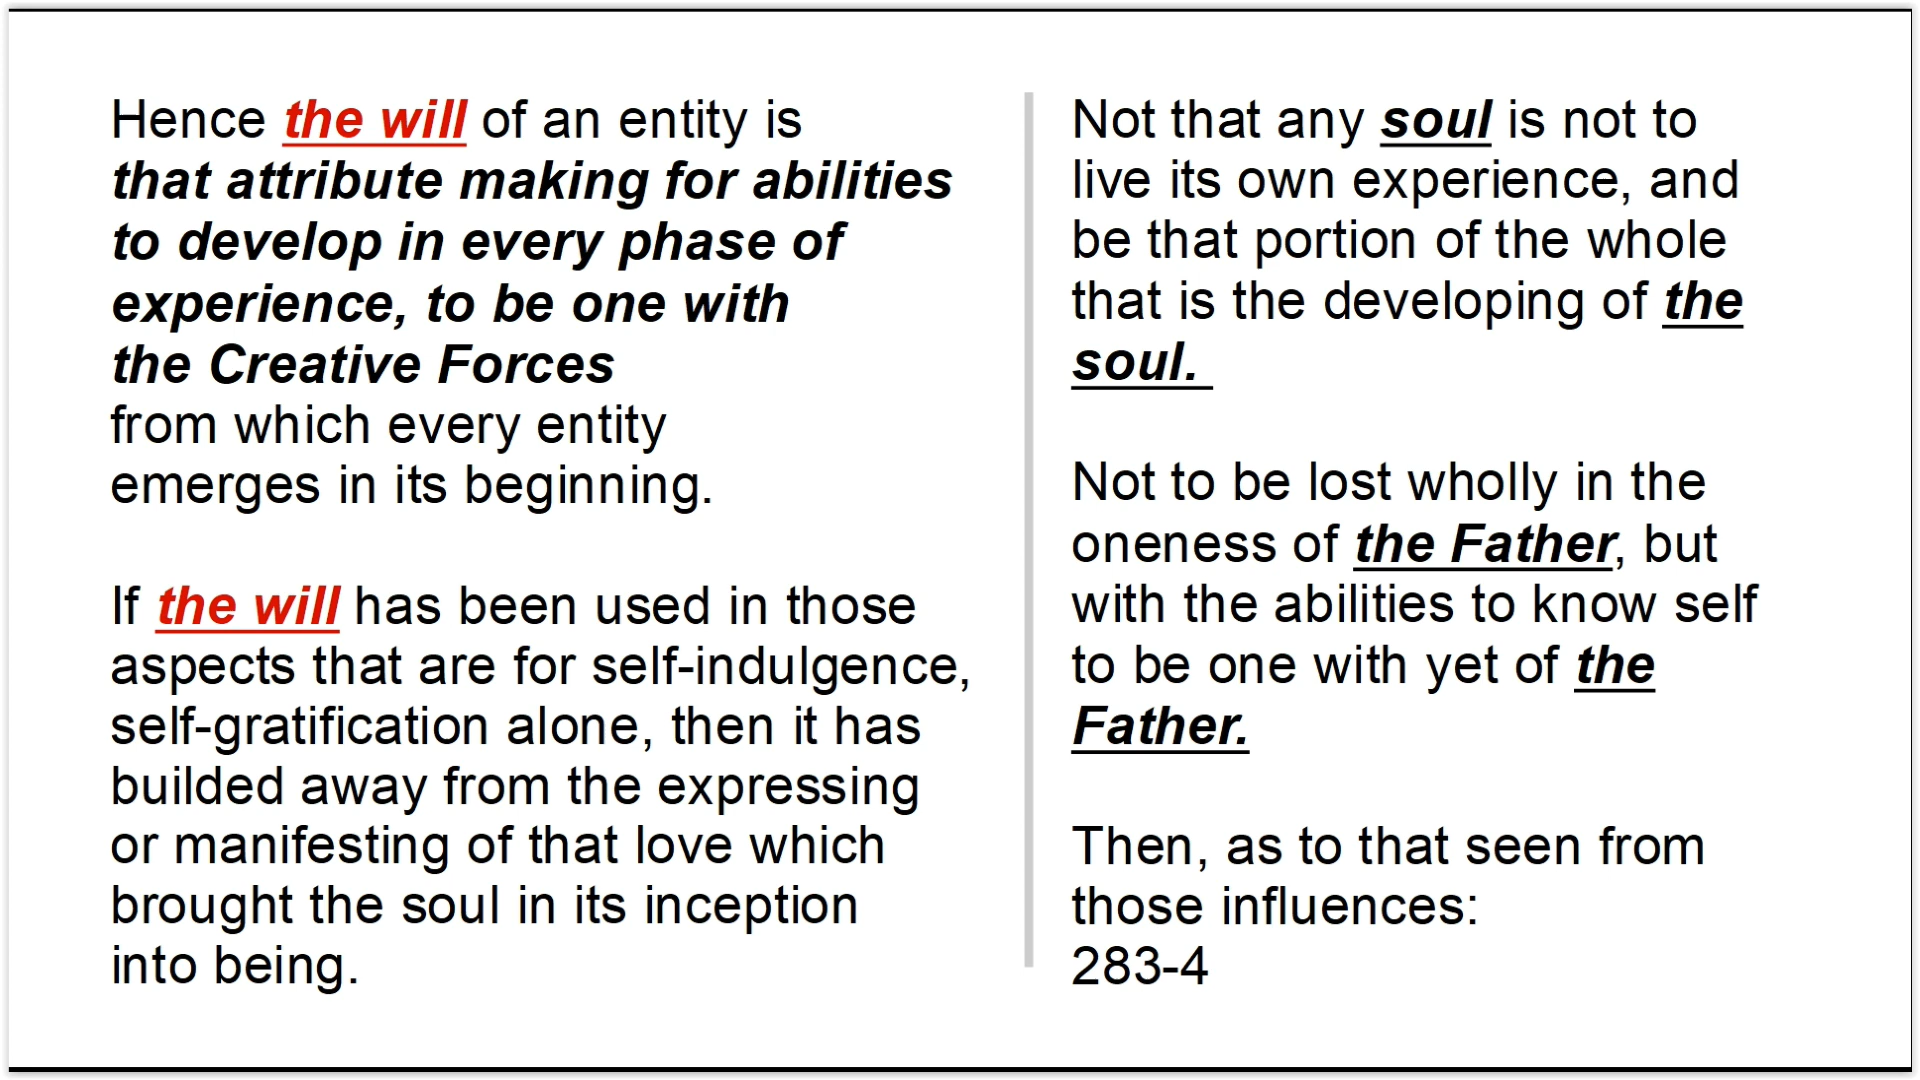 Hence the will of an entity is
that attribute making for abilities
to develop in every phase of
experience, to be one with
the Creative Forces
from which every entity
emerges in its beginning.
If the will has been used in those
aspects that are for self-indulgence,
self-gratification alone, then it has
builded away from the expressing
or manifesting of that love which
brought the soul in its inception
into being.
Not that any soul is not to
live its own experience, and
be that portion of the whole
that is the developing of the
soul.
Not to be lost wholly in the
oneness of the Father, but
with the abilities to know self
to be one with yet of the
Father.
Then, as to that seen from
those influences:
283-4